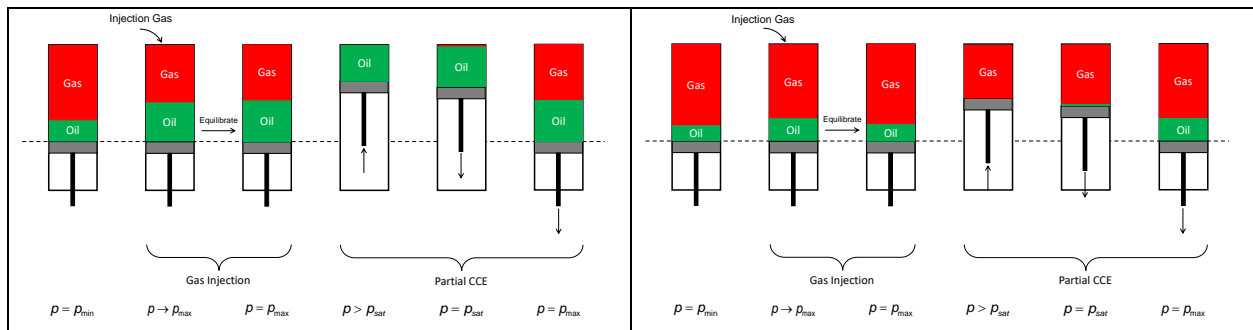 Injection Gas
Gas
Oil
Gas
Oil
Equilibrate
Gas
Oil
Oil
Oil
Gas
Oil
Gas Injection
Partial CCE
p = pmin
p → pmax
p = pmax
p > psat
p = psat
p = pmax
Injection Gas
Gas
Oil
Gas
Oil
Equilibrate
Gas
Oil
Gas
Gas
Gas
Oil
Gas Injection
Partial CCE
p = pmin
p → pmax
p = pmax
p > psat
p = psat
p = pmax